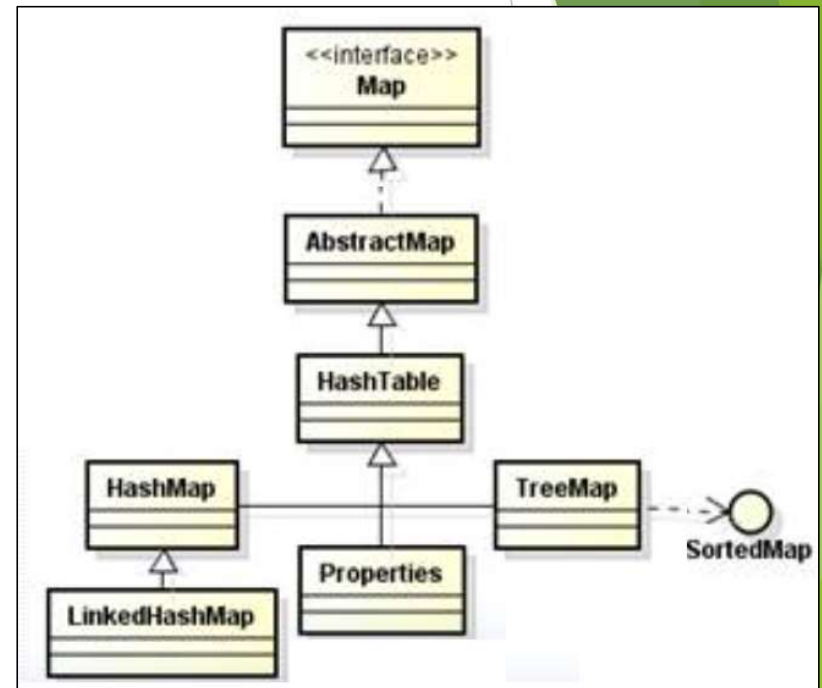 <<interface>>
Map
AbstractMap
HashTable
HashMap
TreeMap
SortedMap
Properties
LinkedHashMap